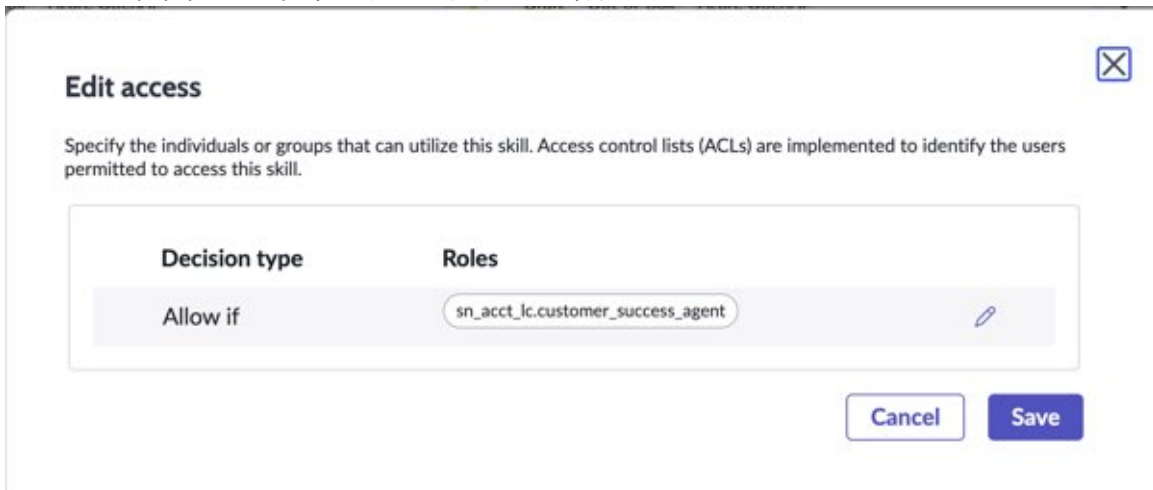 Edit access
Specify the individuals or groups that can utilize this skill. Access control lists (ACLs) are implemented to identify the users
permitted to access this skill.
Decision type Roles
Allow if sn_acct_lc.customer_success_agent
Cancel Save